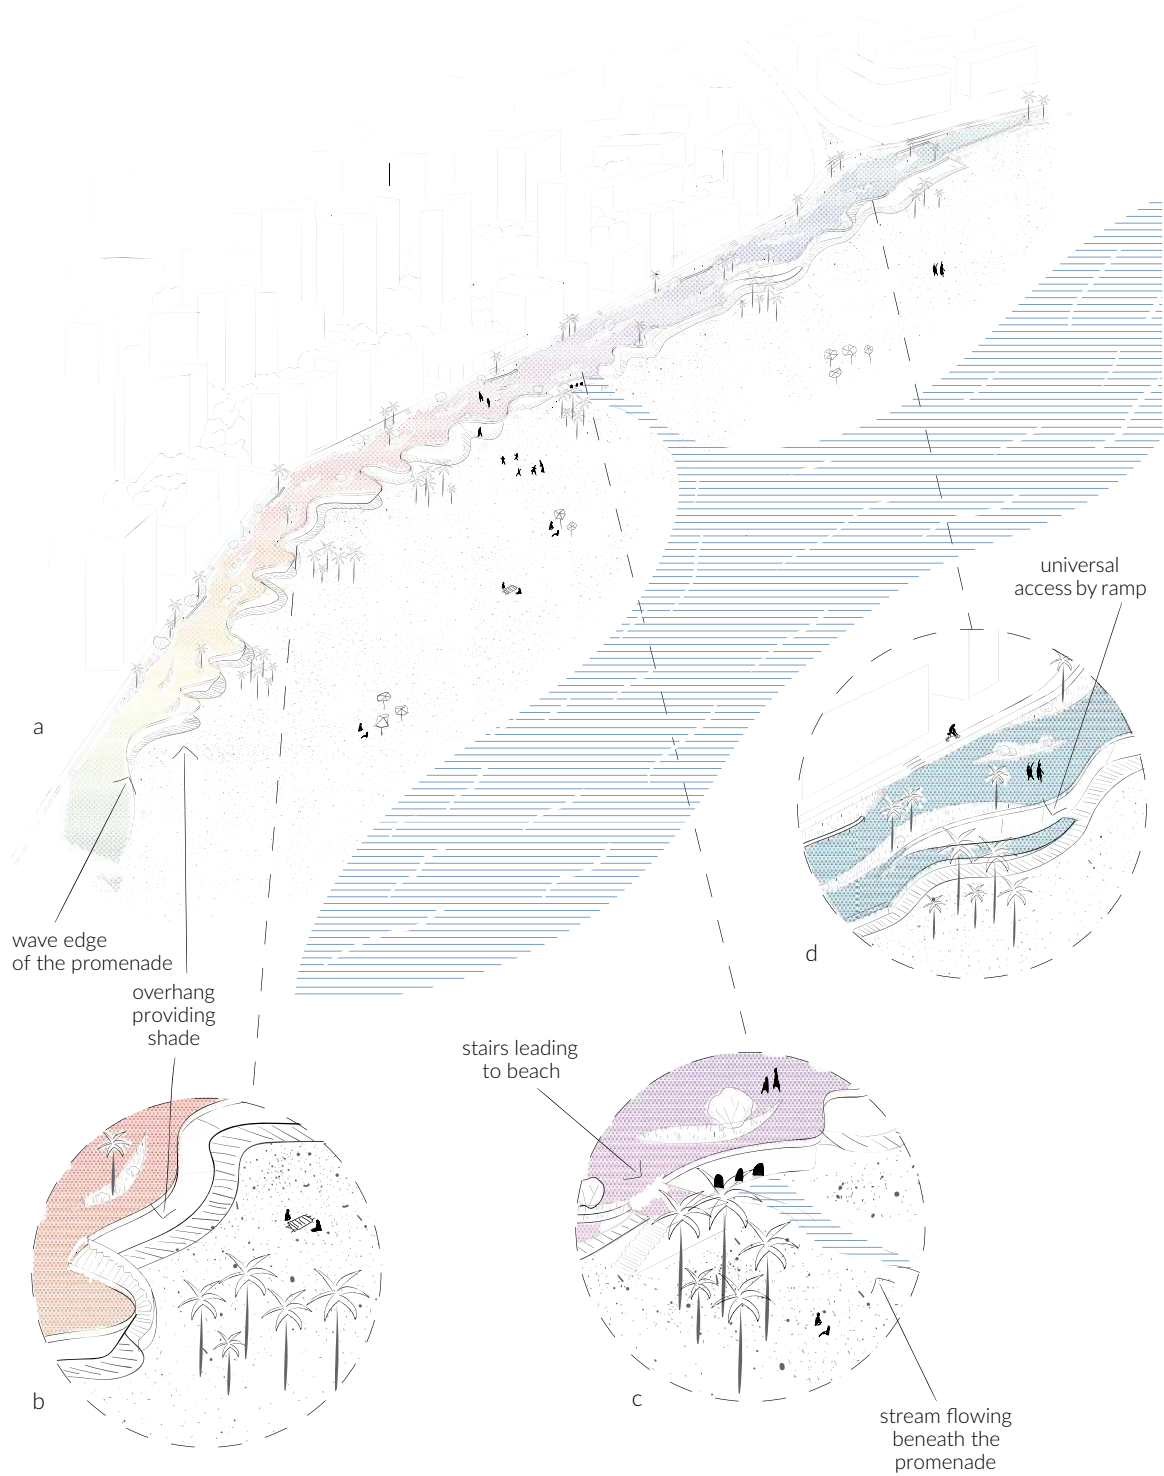 universal
access by ramp
a
wave edge
of the promenade
d
overhang
providing
shade
stairs leading
to beach
b
c
stream flowing
beneath the
promenade